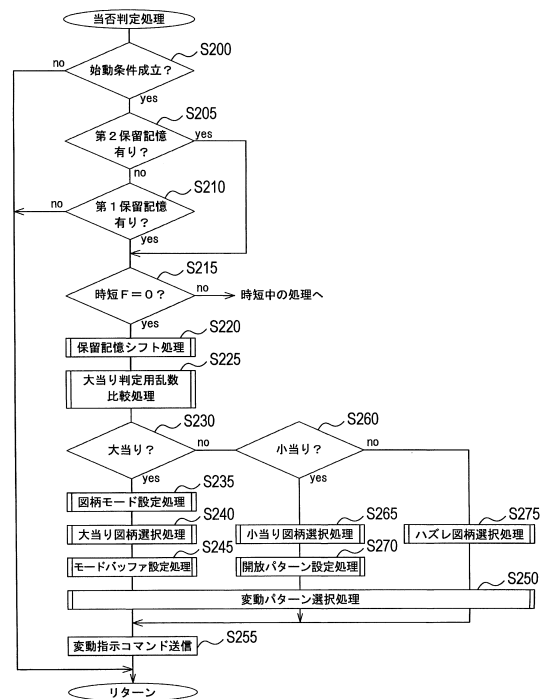 当否判定処理
S200
始動条件成立？
no
yes
S205
第２保留記憶
有り？
yes
no
S210
第１保留記憶
有り？
no
yes
S215
時短Ｆ＝０？
no
時短中の処理へ
yes
S220
保留記憶シフト処理
S225
大当り判定用乱数
比較処理
S230
大当り？
no
yes
S260
小当り？
no
yes
S235
図柄モード設定処理
S240
大当り図柄選択処理
S265
小当り図柄選択処理
S275
ハズレ図柄選択処理
S245
モードバッファ設定処理
S270
開放パターン設定処理
S250
変動パターン選択処理
S255
変動指示コマンド送信
リターン